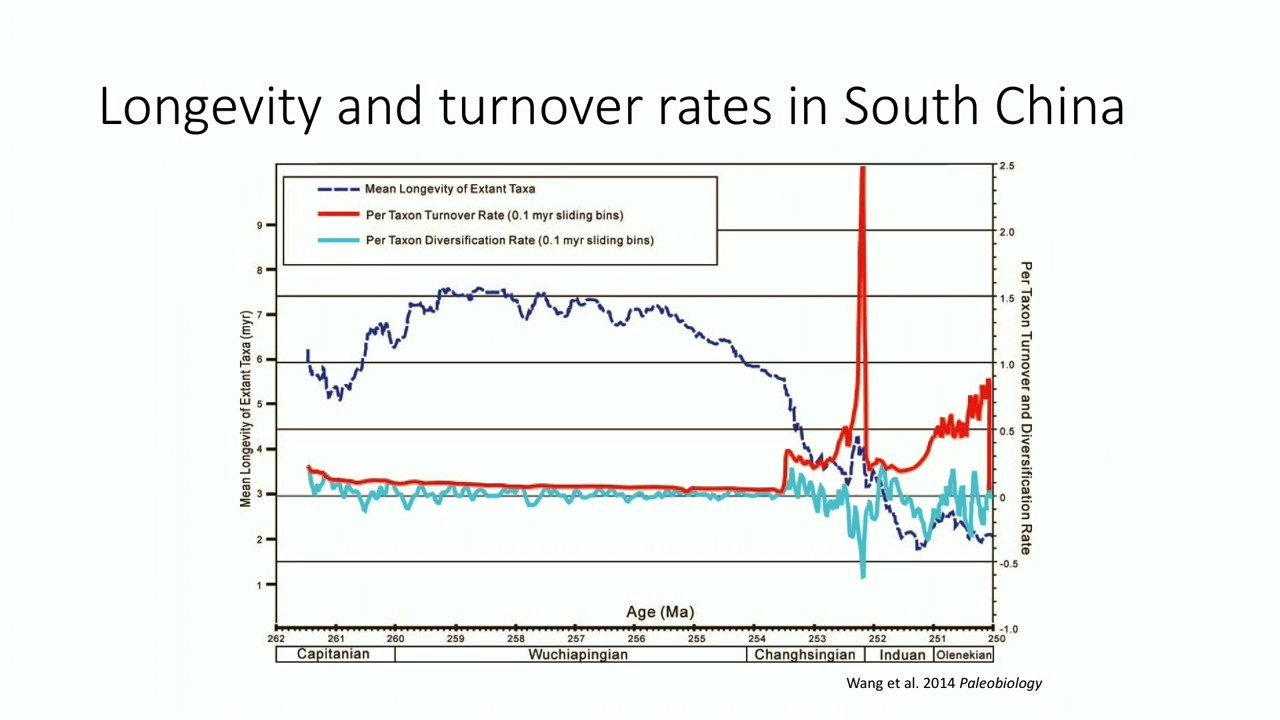 Longevity and turnover rates in South China
Mean Longevity of Extant Taxa
Per Taxon Turnover Rate (0.1 myr sliding bins)
Per Taxon Diversification Rate (0.1 myr sliding bins)
Mean Longevity of Extant Taxa (myr)
9
8
7
6
5
4
3
2
1
2.5
2.0
1.5
1.0
0.5
0
-0.5
-1.0
Per Taxon Turnover and Diversification Rate
Age (Ma)
262 261 260 259 258 257 256 255 254 253 252 251 250
Capitanian Wuchiapingian Changhsingian Induan Olenekian
Wang et al. 2014 Paleobiology